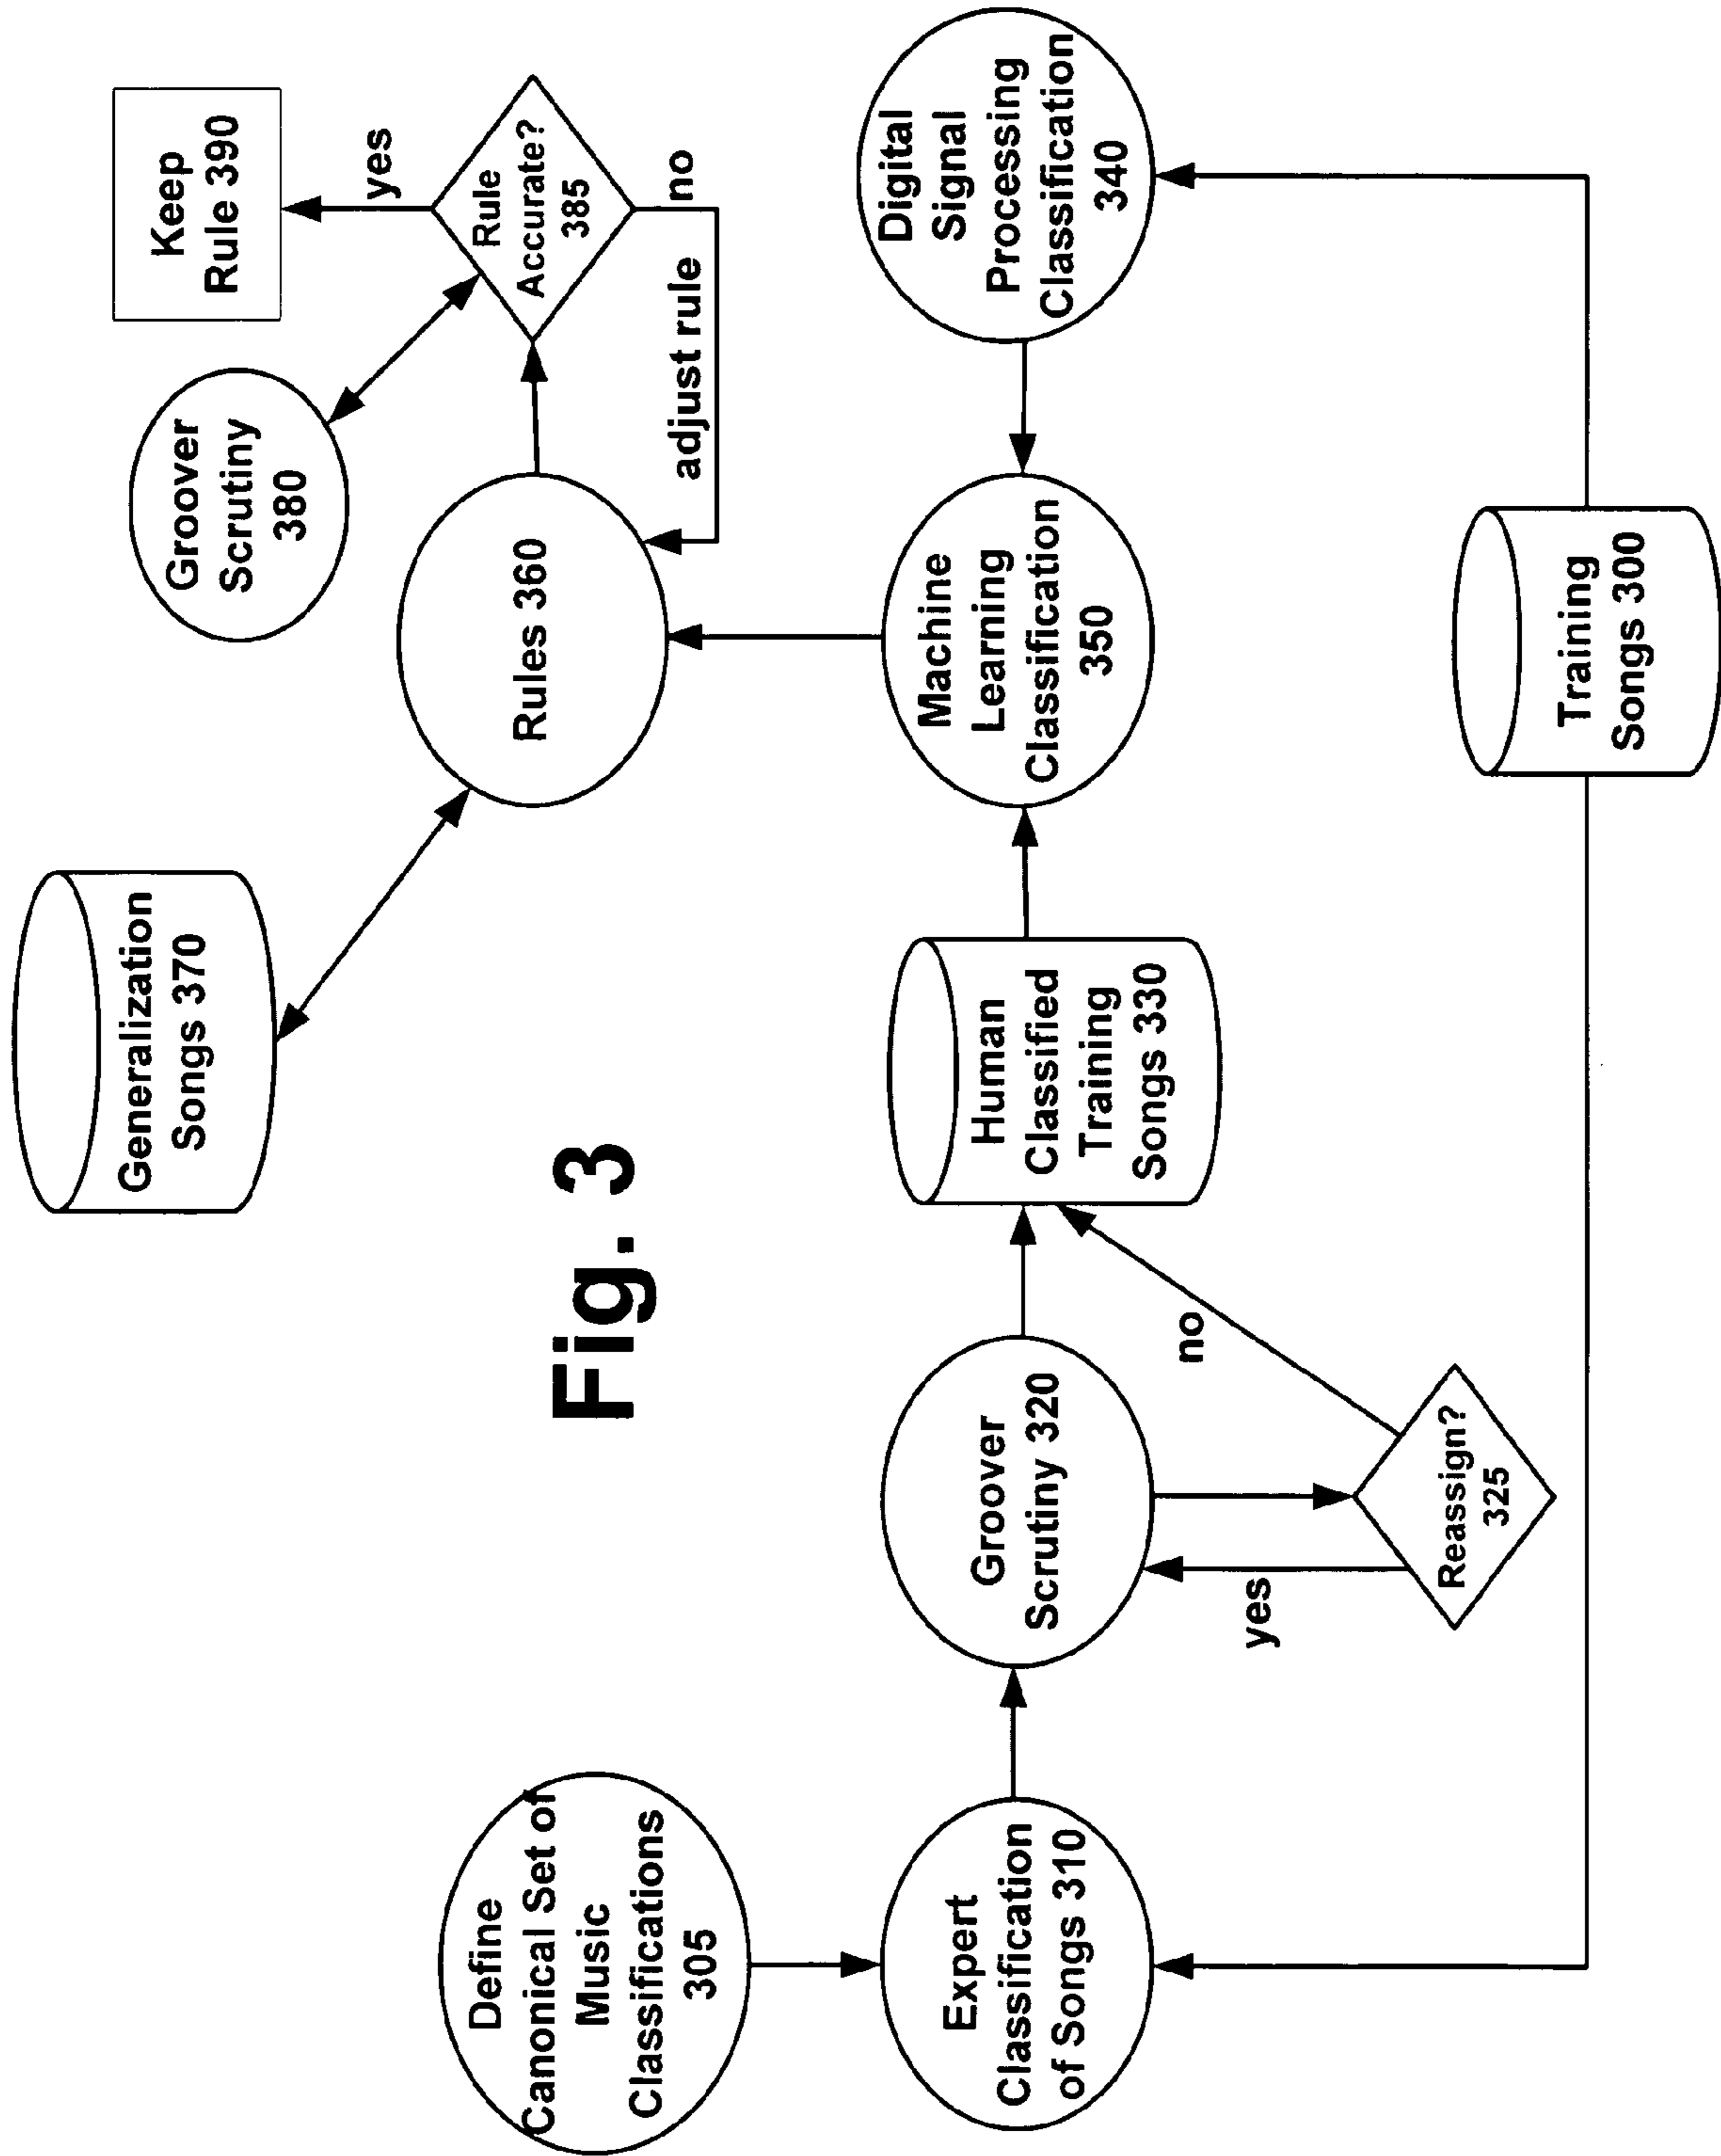 Generalization
Songs 370
Groover
Scrutiny
380
Keep
Rule 390
yes
Rule
Accurate?
385
no
adjust rule
Rules 360
Fig. 3
Define
Canonical Set of
Music
Classifications
305
Expert
Classification
of Songs 310
Groover
Scrutiny 320
yes
no
Reassign?
325
Human
Classified
Training
Songs 330
Machine
Learning
Classification
350
Digital
Signal
Processing
Classification
340
Training
Songs 300